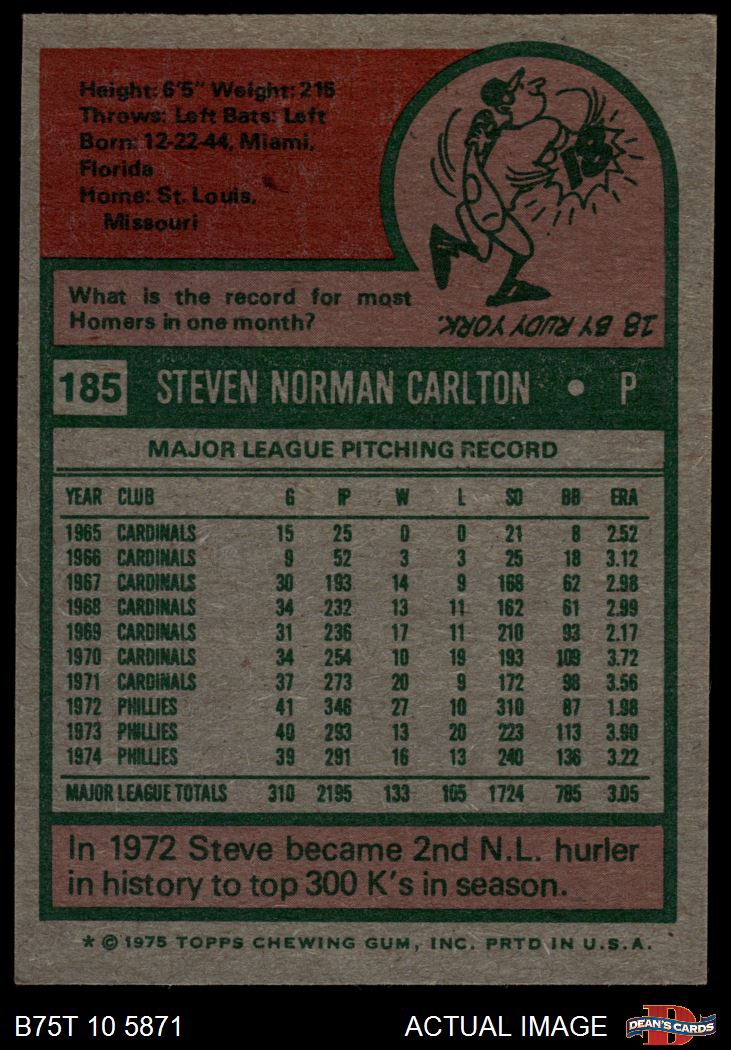 Height: 6'5" Weight: 215
Throws: Left Bats: Left
Born: 12-22-44, Miami,
Florida
Home: St. Louis,
Missouri
18
What is the record for most
Homers in one month?
18 BY RUDY YORK.
185 STEVEN NORMAN CARLTON • P
MAJOR LEAGUE PITCHING RECORD
YEAR CLUB G IP W L SO BB ERA
1965 CARDINALS 15 25 0 0 21 8 2.52
1966 CARDINALS 9 52 3 3 25 18 3.12
1967 CARDINALS 30 193 14 9 168 62 2.98
1968 CARDINALS 34 232 13 11 162 61 2.99
1969 CARDINALS 31 236 17 11 210 93 2.17
1970 CARDINALS 34 254 10 19 193 109 3.72
1971 CARDINALS 37 273 20 9 172 98 3.56
1972 PHILLIES 41 346 27 10 310 87 1.98
1973 PHILLIES 40 293 13 20 223 113 3.90
1974 PHILLIES 39 291 16 13 240 136 3.22
MAJOR LEAGUE TOTALS 310 2195 133 105 1724 785 3.05
In 1972 Steve became 2nd N.L. hurler
in history to top 300 K's in season.
* © 1975 TOPPS CHEWING GUM, INC. PRTD IN U.S.A.
B75T 10 5871 ACTUAL IMAGE D DEAN'S CARDS